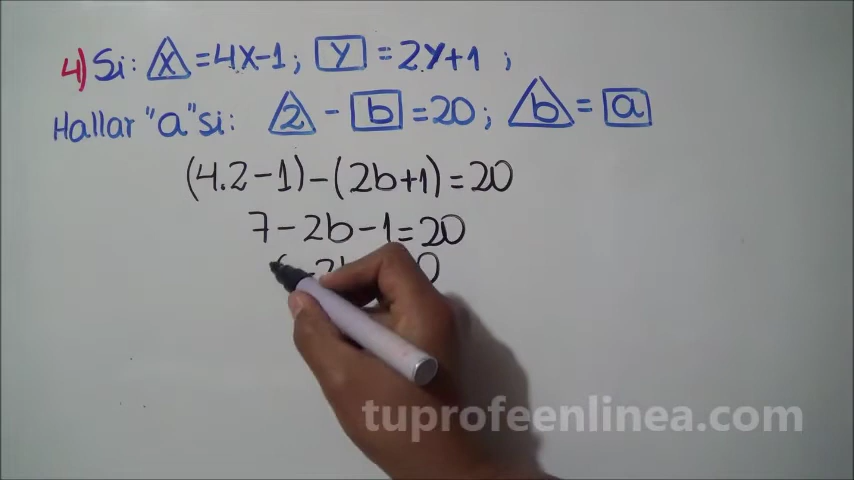 4) Si: x = 4x-1; y = 2y+1 ;
Hallar "a" si: 2 - b = 20; b = a
(4.2-1)-(2b+1)=20
7-2b-1=20
tuprofeenlinea.com